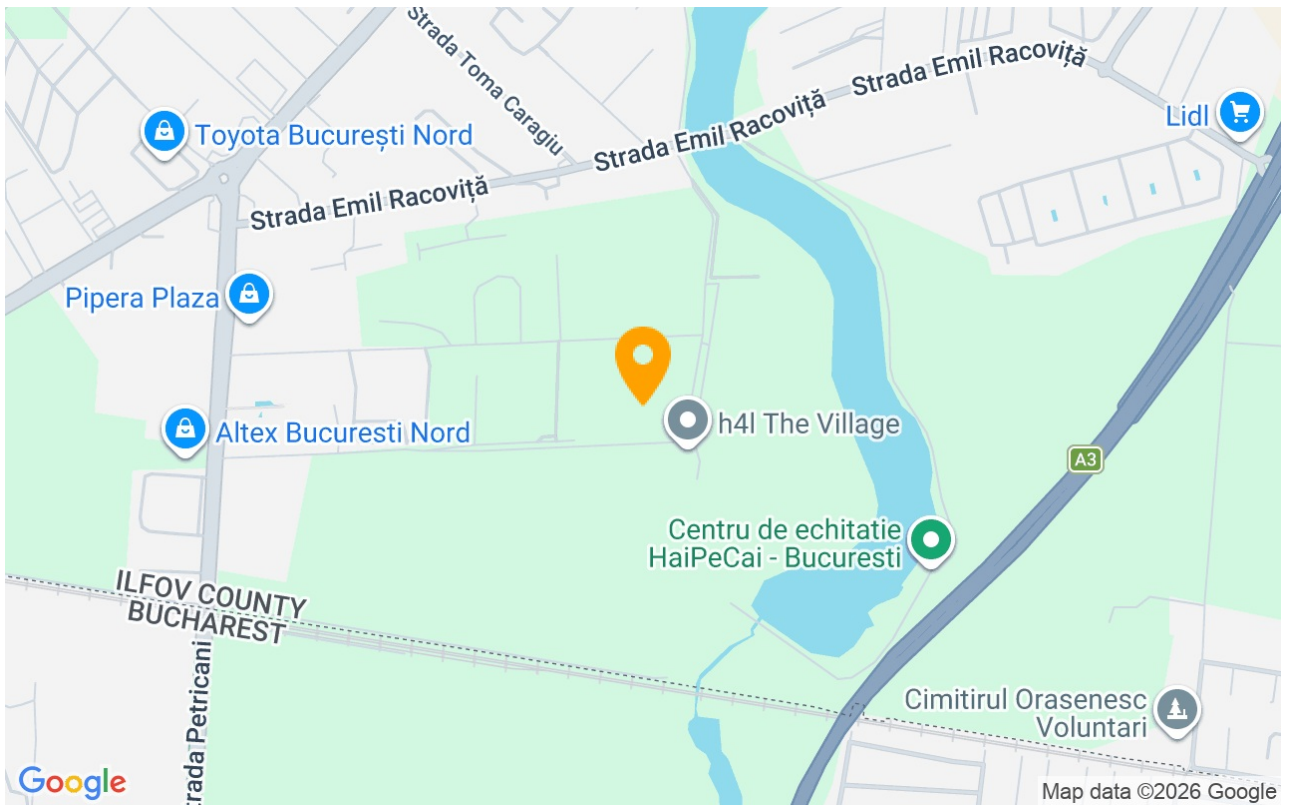 Strada Toma Caragiu
Strada Emil Racoviță
Lidl
Toyota București Nord
Strada Emil Racoviță
Strada Emil Racoviță
Pipera Plaza
h4l The Village
Altex Bucuresti Nord
A3
Centru de echitatie
HaiPeCai - Bucuresti
ILFOV COUNTY
BUCHAREST
Strada Petricani
Cimitirul Orasenesc
Voluntari
Google
Map data ©2026 Google